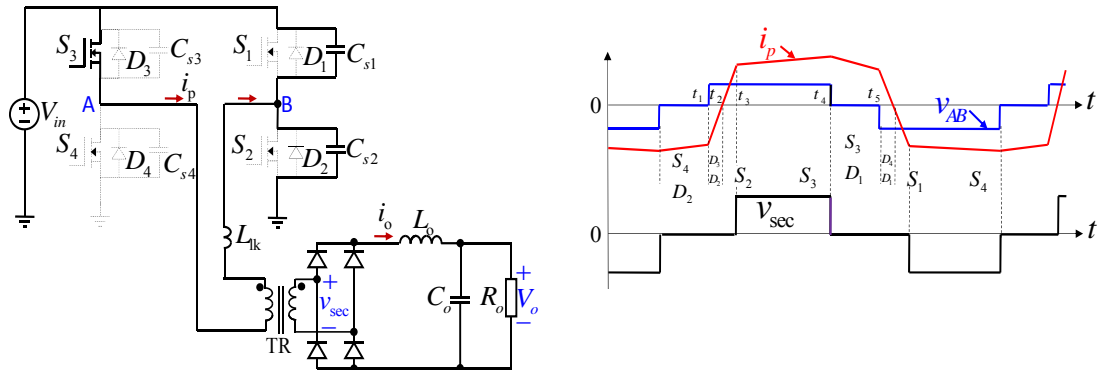 S3
D3
Cs3
S1
D1
Cs1
ip
A
B
Vin
S4
D4
Cs4
S2
D2
Cs2
Llk
io
Lo
+
vsec
−
TR
Co
Ro
+
Vo
−
ip
0
t1
t2
t3
t4
t5
t
vAB
S4
D2
D3
D2
S2
S3
S3
D1
D4
D1
S1
S4
vsec
0
t